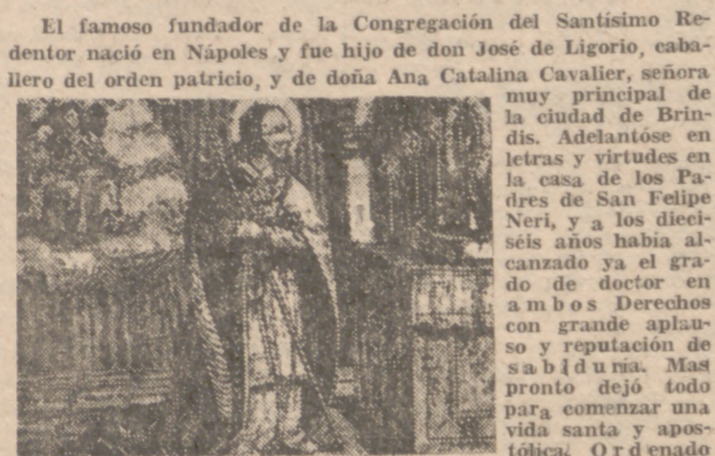 El famoso fundador de la Congregación del Santísimo Re-
dentor nació en Nápoles y fue hijo de don José de Ligorio, caba-
llero del orden patricio, y de doña Ana Catalina Cavalier, señora
muy principal de
la ciudad de Brin-
dis. Adelantóse en
letras y virtudes en
la casa de los Pa-
dres de San Felipe
Neri, y a los dieci-
séis años había al-
canzado ya el gra-
do de doctor en
ambos Derechos
con grande aplau-
so y reputación de
sabiduría. Mas
pronto dejó todo
para comenzar una
vida santa y apos-
tólica. Ordenado